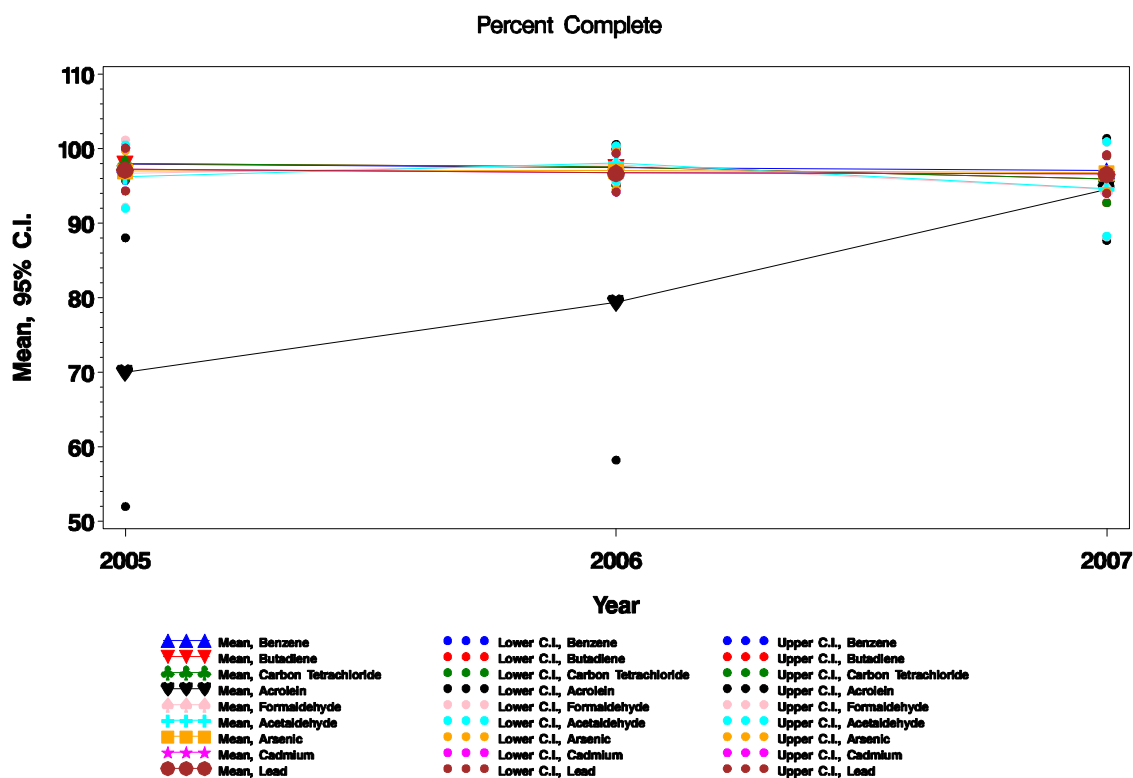 Percent Complete
110
100
90
80
70
60
50
Mean, 95% C.I.
2005 2006 2007
Year
Mean, Benzene Lower C.I., Benzene Upper C.I., Benzene
Mean, Butadiene Lower C.I., Butadiene Upper C.I., Butadiene
Mean, Carbon Tetrachloride Lower C.I., Carbon Tetrachloride Upper C.I., Carbon Tetrachloride
Mean, Acrolein Lower C.I., Acrolein Upper C.I., Acrolein
Mean, Formaldehyde Lower C.I., Formaldehyde Upper C.I., Formaldehyde
Mean, Acetaldehyde Lower C.I., Acetaldehyde Upper C.I., Acetaldehyde
Mean, Arsenic Lower C.I., Arsenic Upper C.I., Arsenic
Mean, Cadmium Lower C.I., Cadmium Upper C.I., Cadmium
Mean, Lead Lower C.I., Lead Upper C.I., Lead